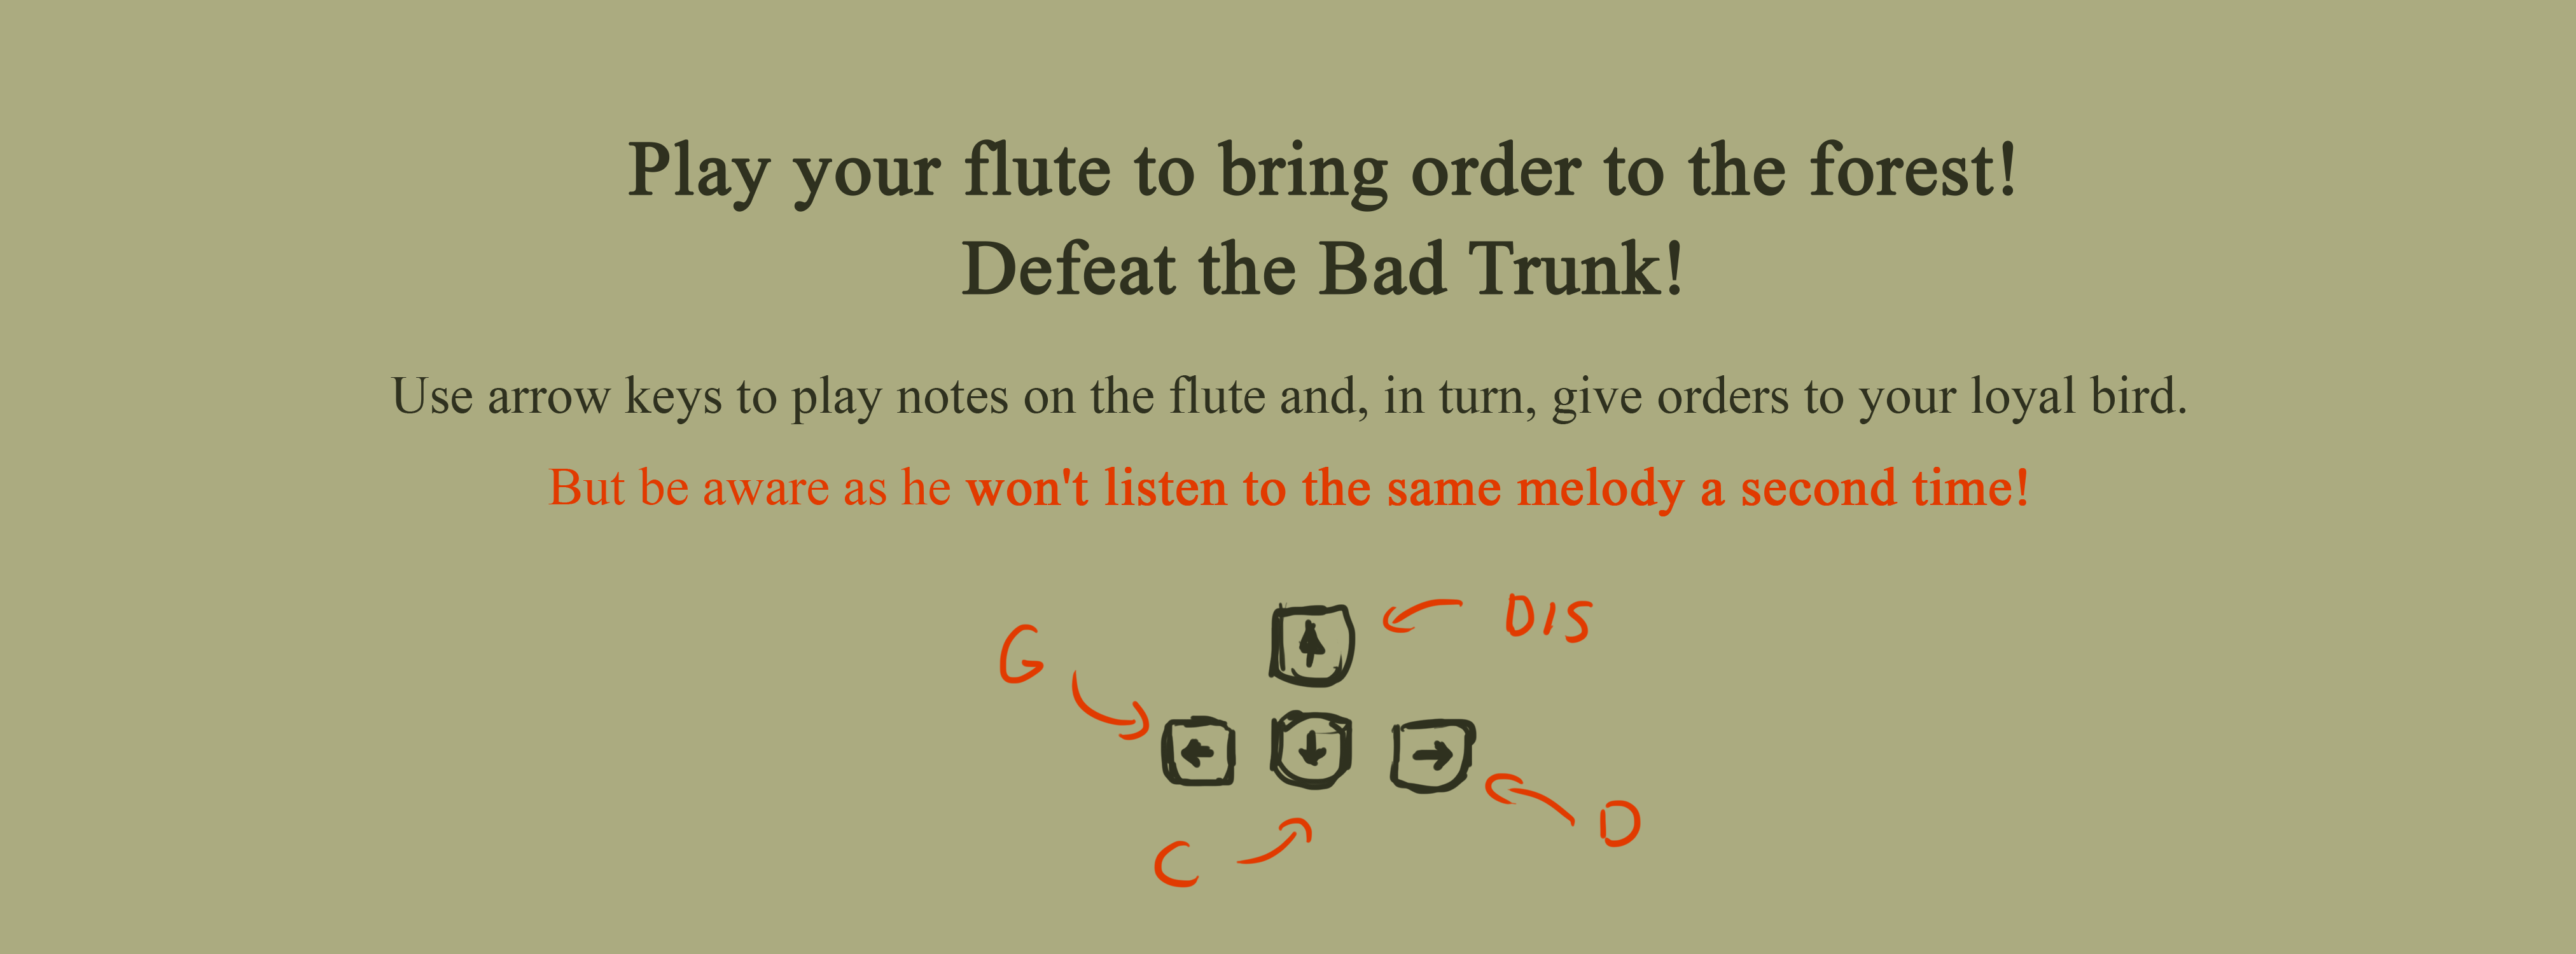 Play your flute to bring order to the forest!
Defeat the Bad Trunk!
Use arrow keys to play notes on the flute and, in turn, give orders to your loyal bird.
But be aware as he won't listen to the same melody a second time!
DIS
G
D
C